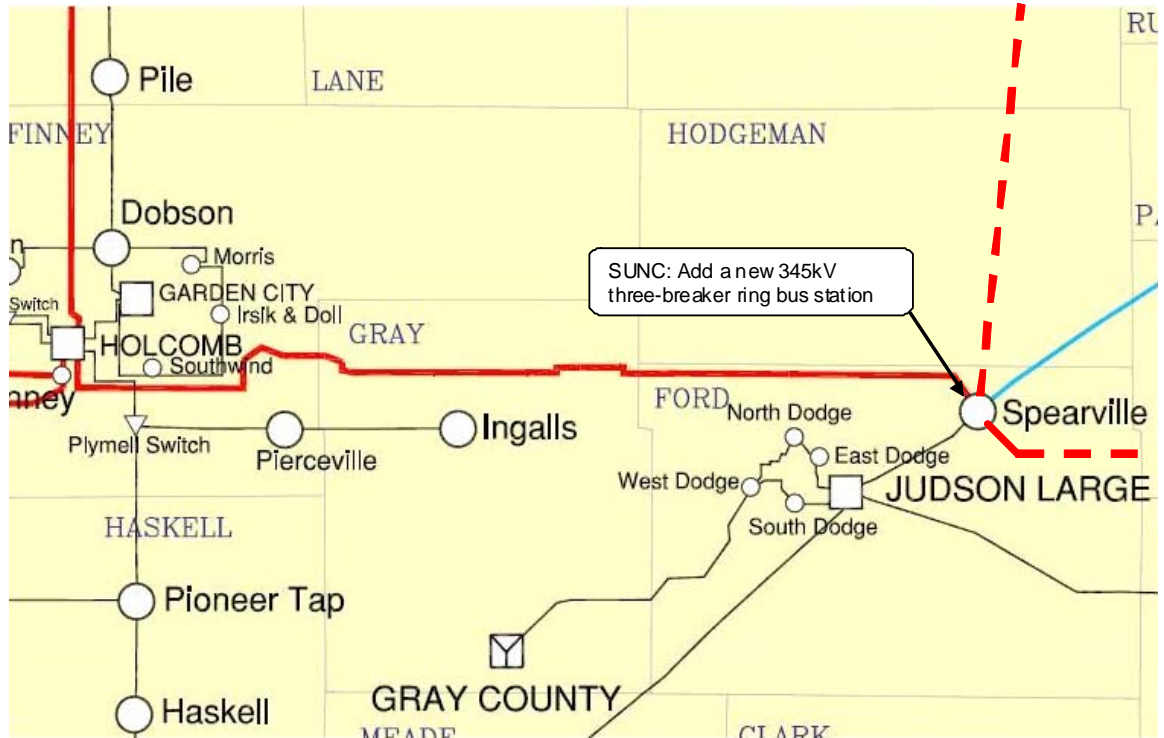 RU
Pile
LANE
FINNEY
HODGEMAN
Dobson
PA
n
Morris
SUNC: Add a new 345kV
three-breaker ring bus station
Switch
GARDEN CITY
Irsik & Doll
GRAY
HOLCOMB
Southwind
nney
FORD
North Dodge
Spearville
Ingalls
Plymell Switch
Pierceville
East Dodge
West Dodge
JUDSON LARGE
South Dodge
HASKELL
Pioneer Tap
GRAY COUNTY
Haskell
MEADE
CLARK